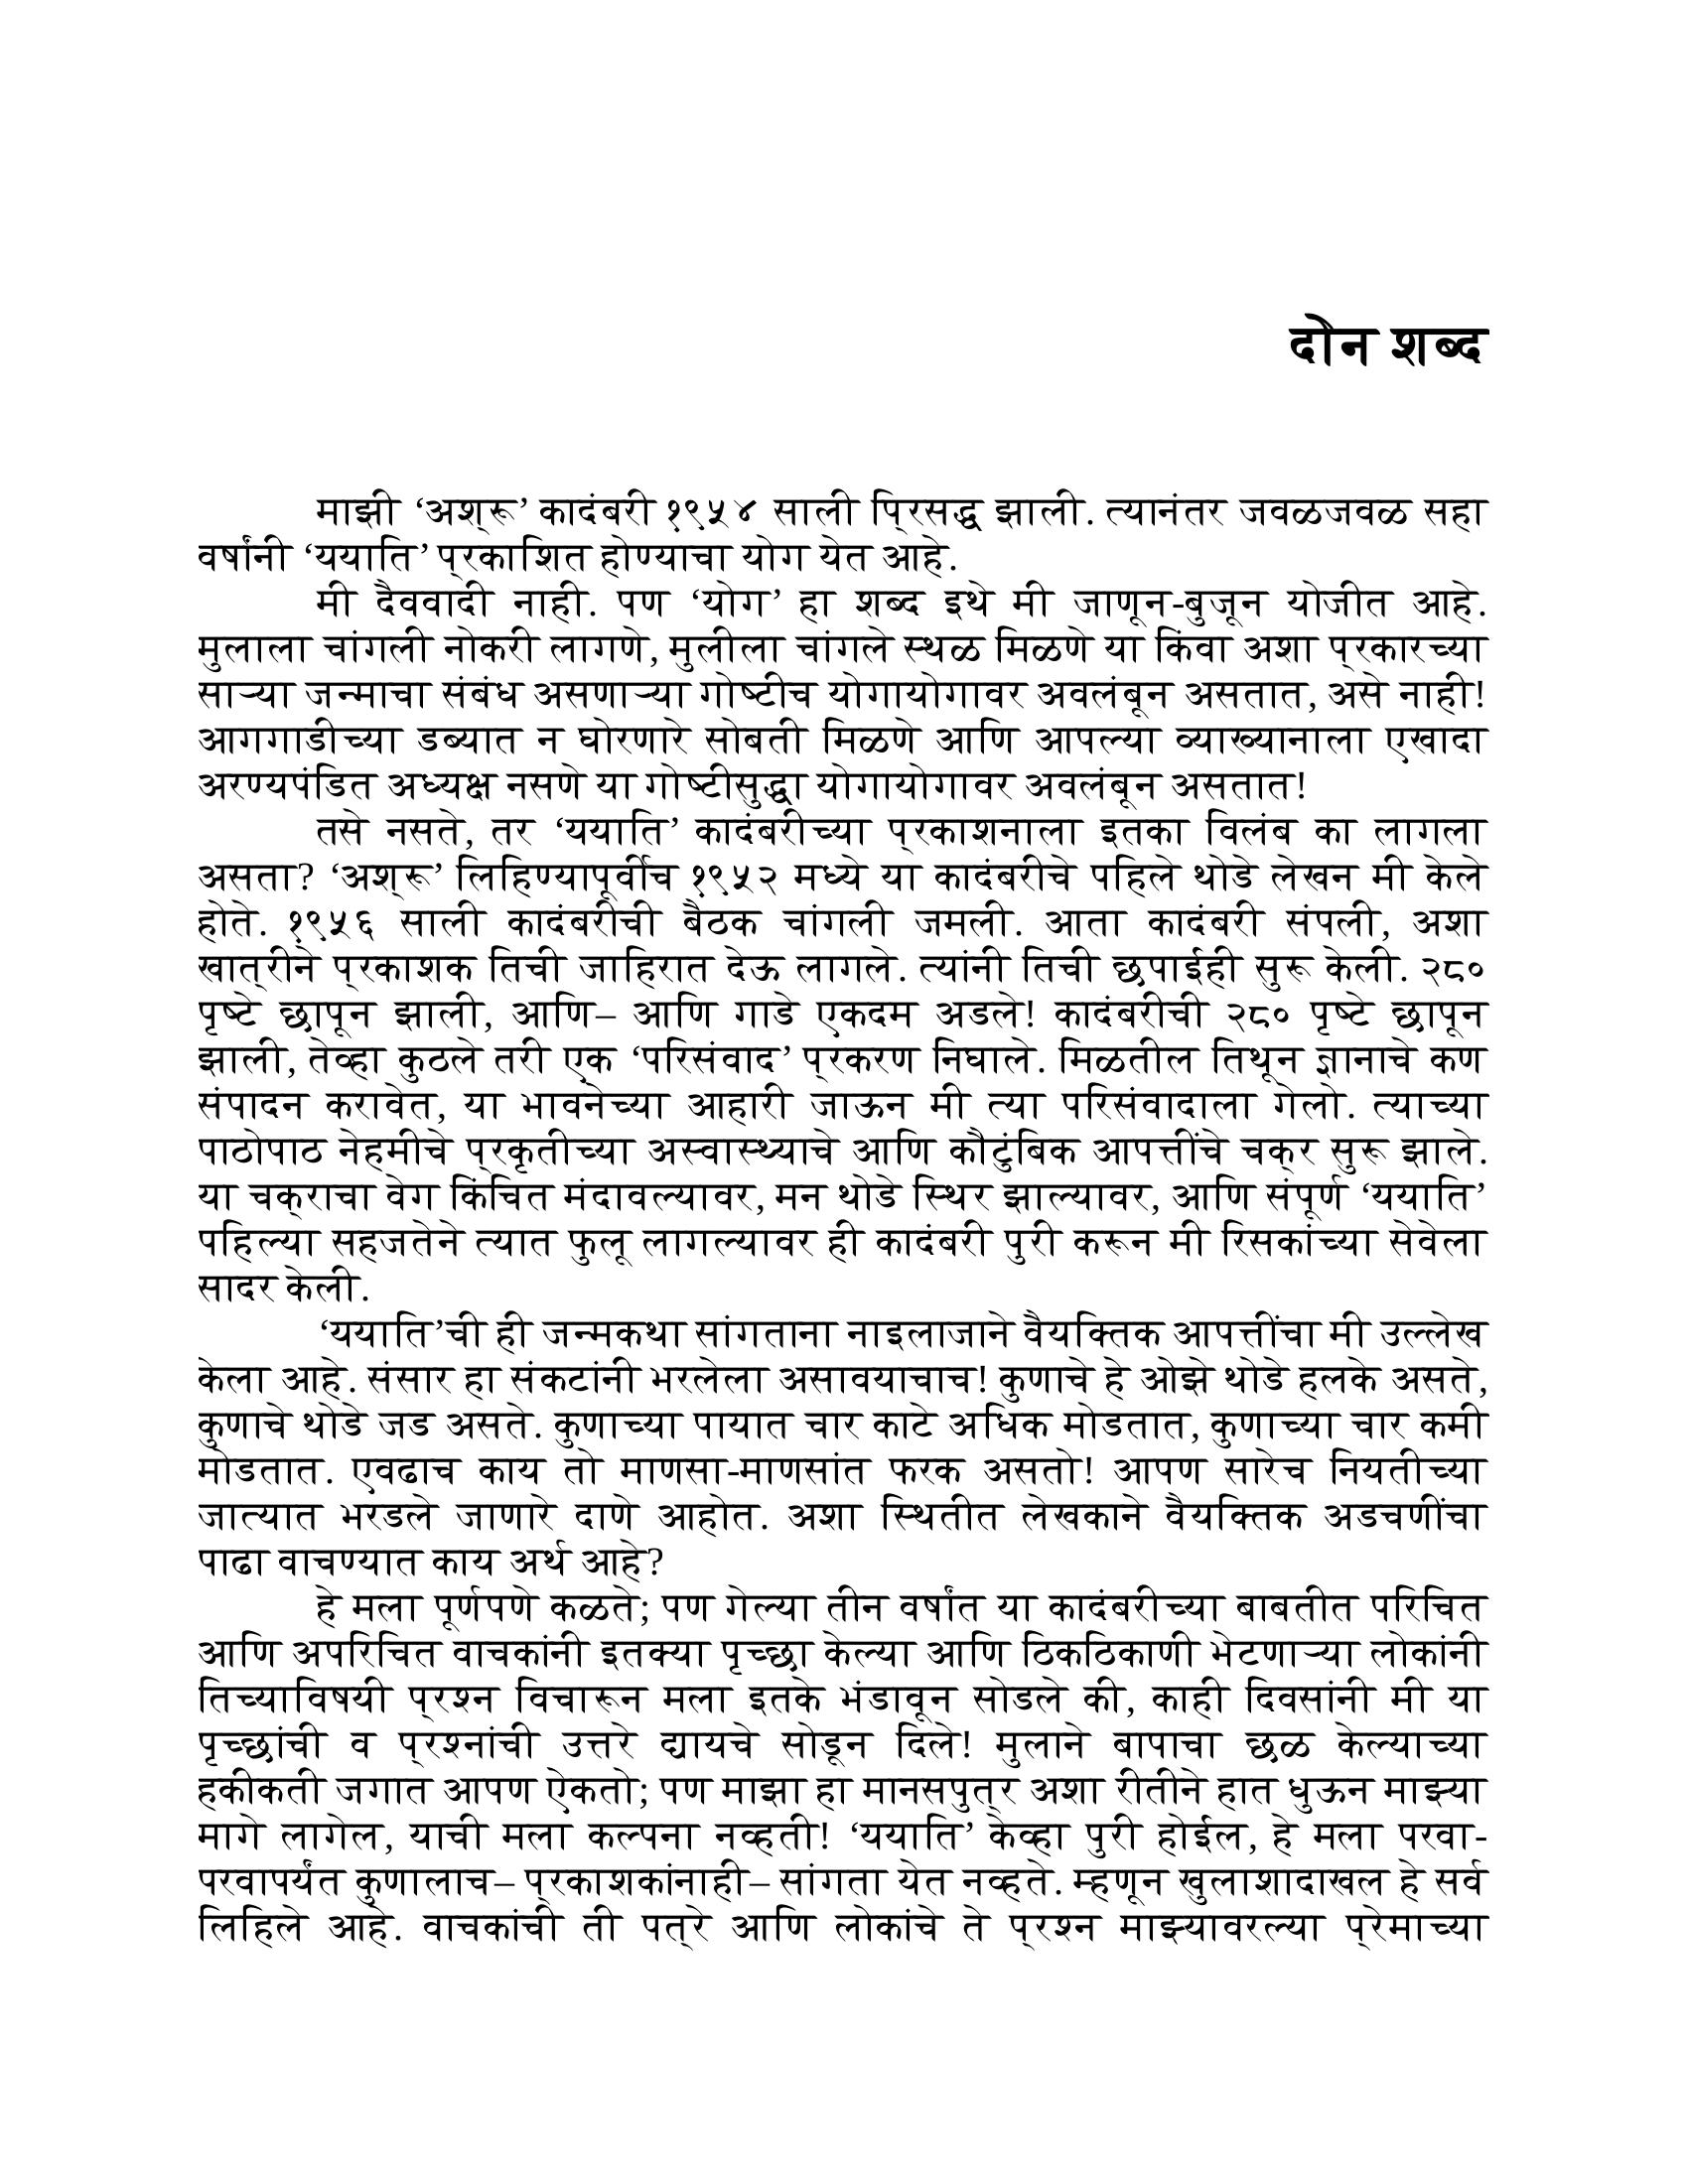 दोन शब्द
माझी ‘अश्रू’ कादंबरी १९५४ साली प्रिसद्ध झाली. त्यानंतर जवळजवळ सहा
वर्षांनी ‘ययाति’ प्रकाशित होण्याचा योग येत आहे.
मी दैववादी नाही. पण ‘योग’ हा शब्द इथे मी जाणून-बुजून योजीत आहे.
मुलाला चांगली नोकरी लागणे, मुलीला चांगले स्थळ मिळणे या किंवा अशा प्रकारच्या
साऱ्या जन्माचा संबंध असणाऱ्या गोष्टीच योगायोगावर अवलंबून असतात, असे नाही!
आगगाडीच्या डब्यात न घोरणारे सोबती मिळणे आणि आपल्या व्याख्यानाला एखादा
अरण्यपंडित अध्यक्ष नसणे या गोष्टीसुद्धा योगायोगावर अवलंबून असतात!
तसे नसते, तर ‘ययाति’ कादंबरीच्या प्रकाशनाला इतका विलंब का लागला
असता? ‘अश्रू’ लिहिण्यापूर्वीच १९५२ मध्ये या कादंबरीचे पहिले थोडे लेखन मी केले
होते. १९५६ साली कादंबरीची बैठक चांगली जमली. आता कादंबरी संपली, अशा
खात्रीने प्रकाशक तिची जाहिरात देऊ लागले. त्यांनी तिची छपाईही सुरू केली. २८०
पृष्टे छापून झाली, आणि– आणि गाडे एकदम अडले! कादंबरीची २८० पृष्टे छापून
झाली, तेव्हा कुठले तरी एक ‘परिसंवाद’ प्रकरण निघाले. मिळतील तिथून ज्ञानाचे कण
संपादन करावेत, या भावनेच्या आहारी जाऊन मी त्या परिसंवादाला गेलो. त्याच्या
पाठोपाठ नेहमीचे प्रकृतीच्या अस्वास्थ्याचे आणि कौटुंबिक आपत्तींचे चक्र सुरू झाले.
या चक्राचा वेग किंचित मंदावल्यावर, मन थोडे स्थिर झाल्यावर, आणि संपूर्ण ‘ययाति’
पहिल्या सहजतेने त्यात फुलू लागल्यावर ही कादंबरी पुरी करून मी रिसकांच्या सेवेला
सादर केली.
‘ययाति’ची ही जन्मकथा सांगताना नाइलाजाने वैयक्तिक आपत्तींचा मी उल्लेख
केला आहे. संसार हा संकटांनी भरलेला असावयाचाच! कुणाचे हे ओझे थोडे हलके असते,
कुणाचे थोडे जड असते. कुणाच्या पायात चार काटे अधिक मोडतात, कुणाच्या चार कमी
मोडतात. एवढाच काय तो माणसा-माणसांत फरक असतो! आपण सारेच नियतीच्या
जात्यात भरडले जाणारे दाणे आहोत. अशा स्थितीत लेखकाने वैयक्तिक अडचणींचा
पाढा वाचण्यात काय अर्थ आहे?
हे मला पूर्णपणे कळते; पण गेल्या तीन वर्षांत या कादंबरीच्या बाबतीत परिचित
आणि अपरिचित वाचकांनी इतक्या पृच्छा केल्या आणि ठिकठिकाणी भेटणाऱ्या लोकांनी
तिच्याविषयी प्रश्न विचारून मला इतके भंडावून सोडले की, काही दिवसांनी मी या
पृच्छांची व प्रश्नांची उत्तरे द्यायचे सोडून दिले! मुलाने बापाचा छळ केल्याच्या
हकीकती जगात आपण ऐकतो; पण माझा हा मानसपुत्र अशा रीतीने हात धुऊन माझ्या
मागे लागेल, याची मला कल्पना नव्हती! ‘ययाति’ केव्हा पुरी होईल, हे मला परवा-
परवापर्यंत कुणालाच– प्रकाशकांनाही– सांगता येत नव्हते. म्हणून खुलाशादाखल हे सर्व
लिहिले आहे. वाचकांची ती पत्रे आणि लोकांचे ते प्रश्न माझ्यावरल्या प्रेमाच्या